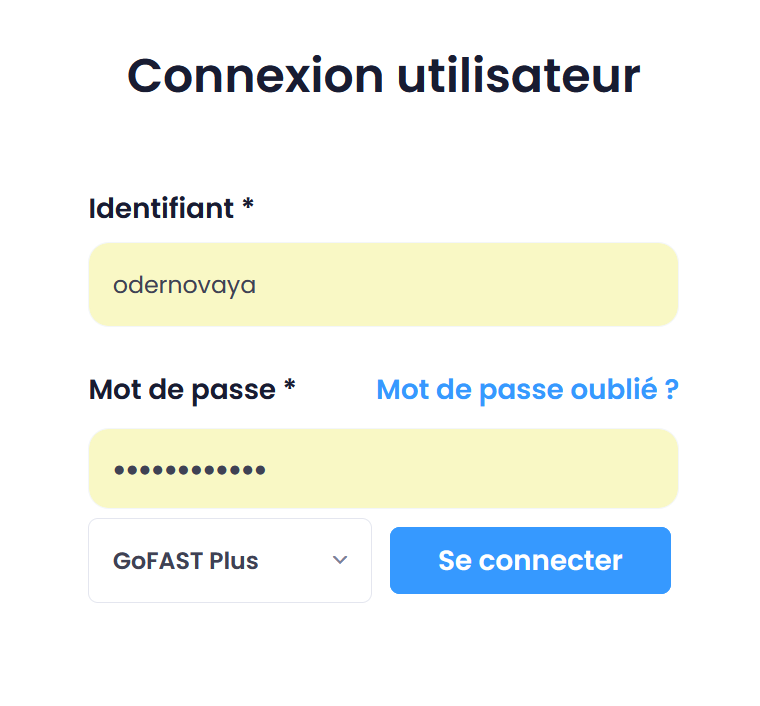 Connexion utilisateur
Identifiant *
odernovaya
Mot de passe * Mot de passe oublié ?
••••••••••••
GoFAST Plus Se connecter